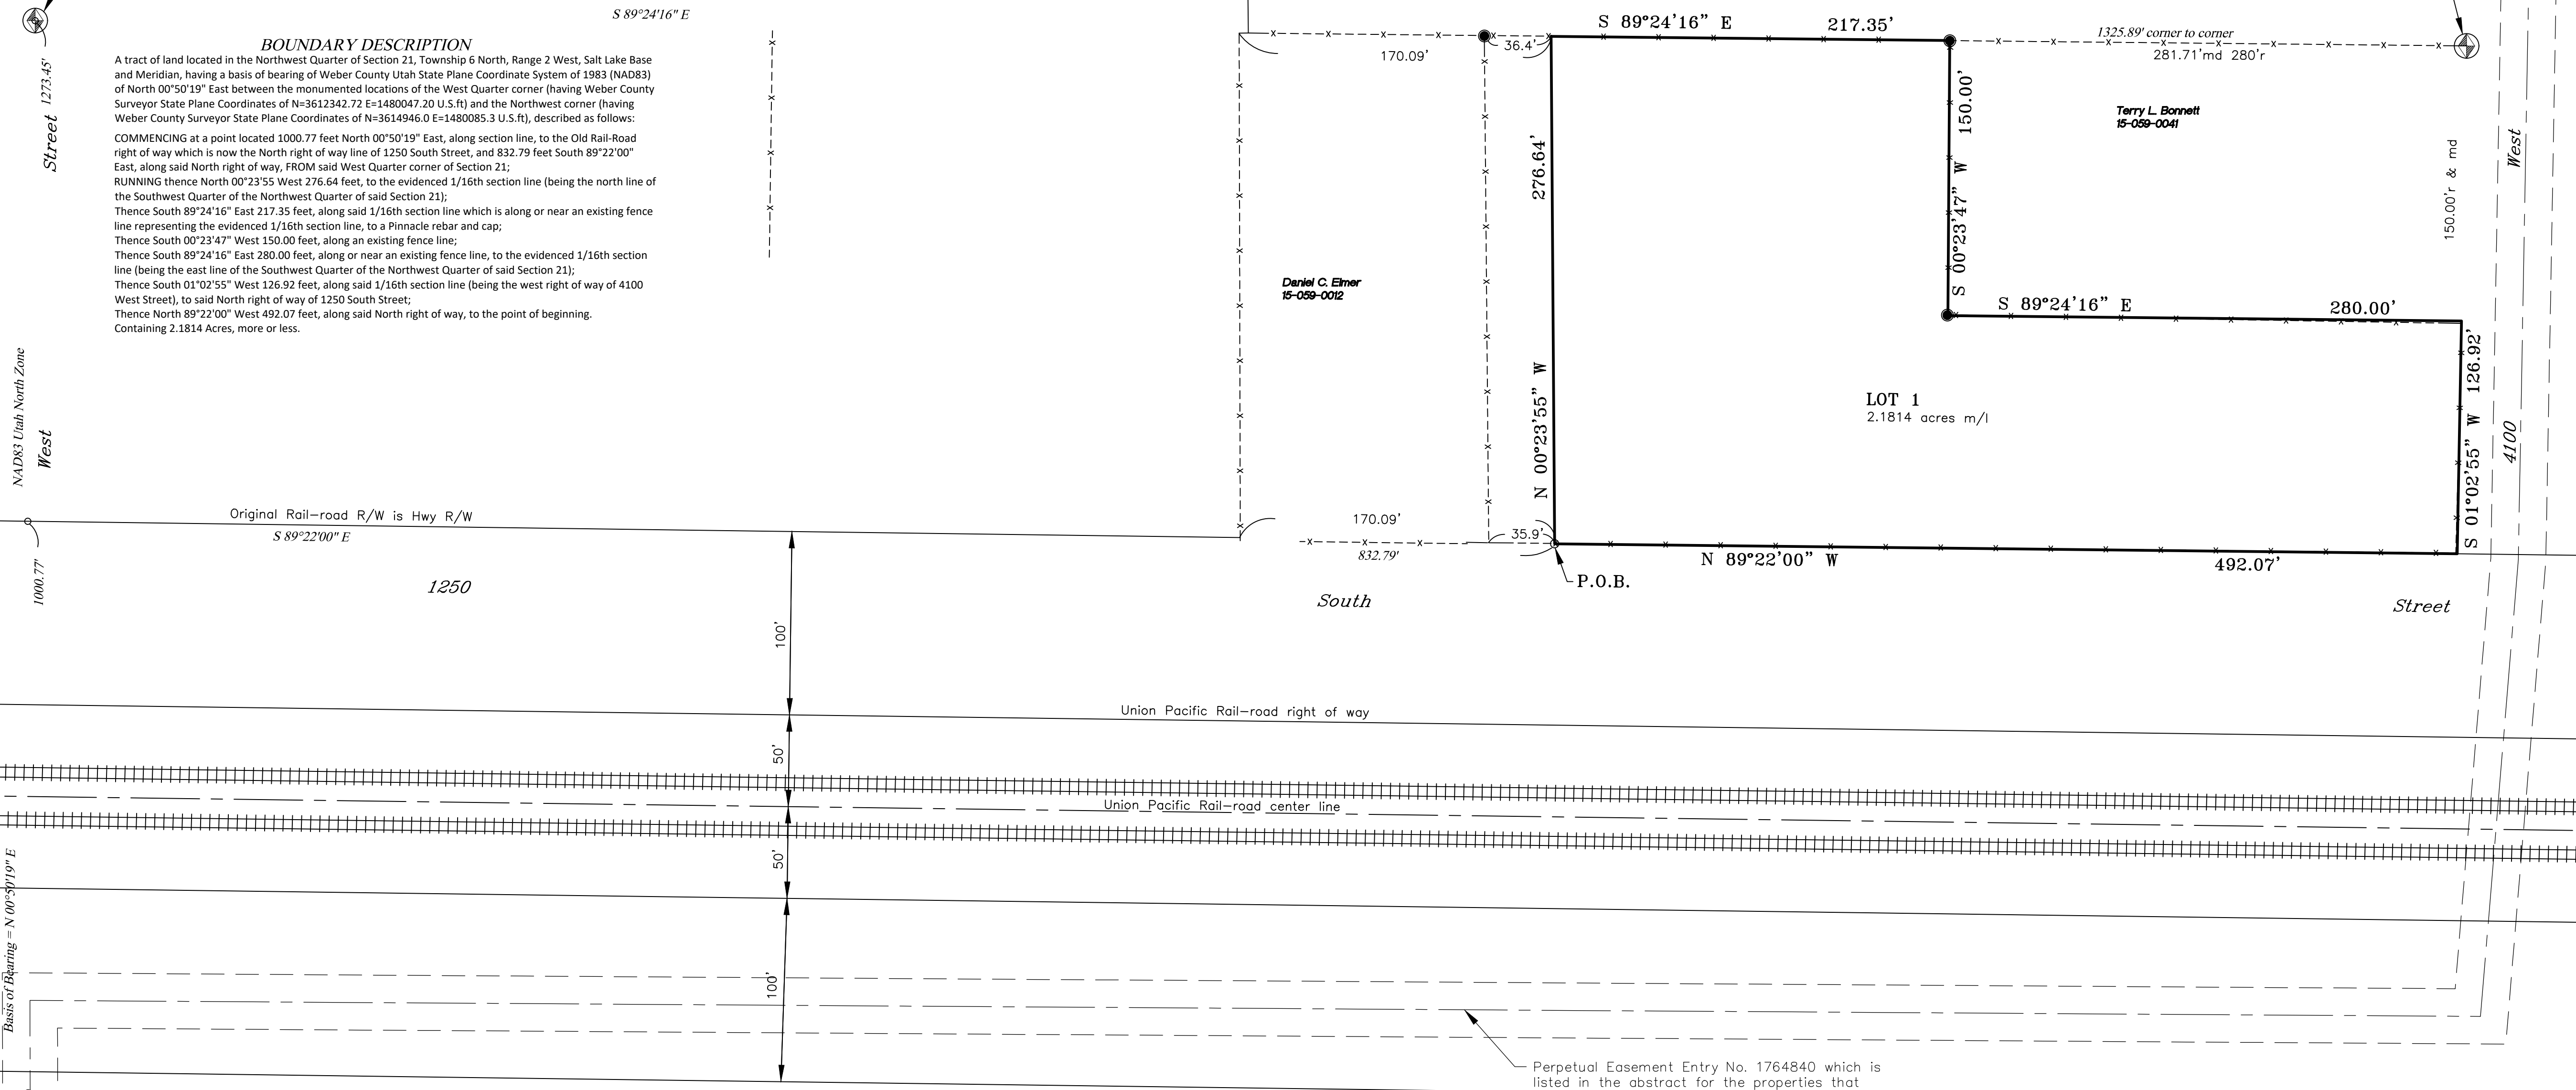 S 89°24'16" E
BOUNDARY DESCRIPTION
A tract of land located in the Northwest Quarter of Section 21, Township 6 North, Range 2 West, Salt Lake Base
and Meridian, having a basis of bearing of Weber County Utah State Plane Coordinate System of 1983 (NAD83)
of North 00°50'19" East between the monumented locations of the West Quarter corner (having Weber County
Surveyor State Plane Coordinates of N=3612342.72 E=1480047.20 U.S.ft) and the Northwest corner (having
Weber County Surveyor State Plane Coordinates of N=3614946.0 E=1480085.3 U.S.ft), described as follows:
COMMENCING at a point located 1000.77 feet North 00°50'19" East, along section line, to the Old Rail-Road
right of way which is now the North right of way line of 1250 South Street, and 832.79 feet South 89°22'00"
East, along said North right of way, FROM said West Quarter corner of Section 21;
RUNNING thence North 00°23'55 West 276.64 feet, to the evidenced 1/16th section line (being the north line of
the Southwest Quarter of the Northwest Quarter of said Section 21);
Thence South 89°24'16" East 217.35 feet, along said 1/16th section line which is along or near an existing fence
line representing the evidenced 1/16th section line, to a Pinnacle rebar and cap;
Thence South 00°23'47" West 150.00 feet, along an existing fence line;
Thence South 89°24'16" East 280.00 feet, along or near an existing fence line, to the evidenced 1/16th section
line (being the east line of the Southwest Quarter of the Northwest Quarter of said Section 21);
Thence South 01°02'55" West 126.92 feet, along said 1/16th section line (being the west right of way of 4100
West Street), to said North right of way of 1250 South Street;
Thence North 89°22'00" West 492.07 feet, along said North right of way, to the point of beginning.
Containing 2.1814 Acres, more or less.
1273.45'
Street
West
NAD83 Utah North Zone
1000.77'
Basis of Bearing = N 00°50'19" E
Original Rail-road R/W is Hwy R/W
S 89°22'00" E
1250
South
Street
170.09'
36.4'
S 89°24'16" E
217.35'
1325.89' corner to corner
281.71'md 280'r
Terry L. Bonnett
15-059-0041
150.00'
S 00°23'47" W
150.00'r & md
West
4100
276.64'
N 00°23'55" W
Daniel C. Elmer
15-059-0012
S 89°24'16" E
280.00'
S 01°02'55" W 126.92'
LOT 1
2.1814 acres m/l
170.09'
35.9'
832.79'
N 89°22'00" W
492.07'
P.O.B.
100'
Union Pacific Rail-road right of way
50'
Union Pacific Rail-road center line
50'
100'
Perpetual Easement Entry No. 1764840 which is
listed in the abstract for the properties that